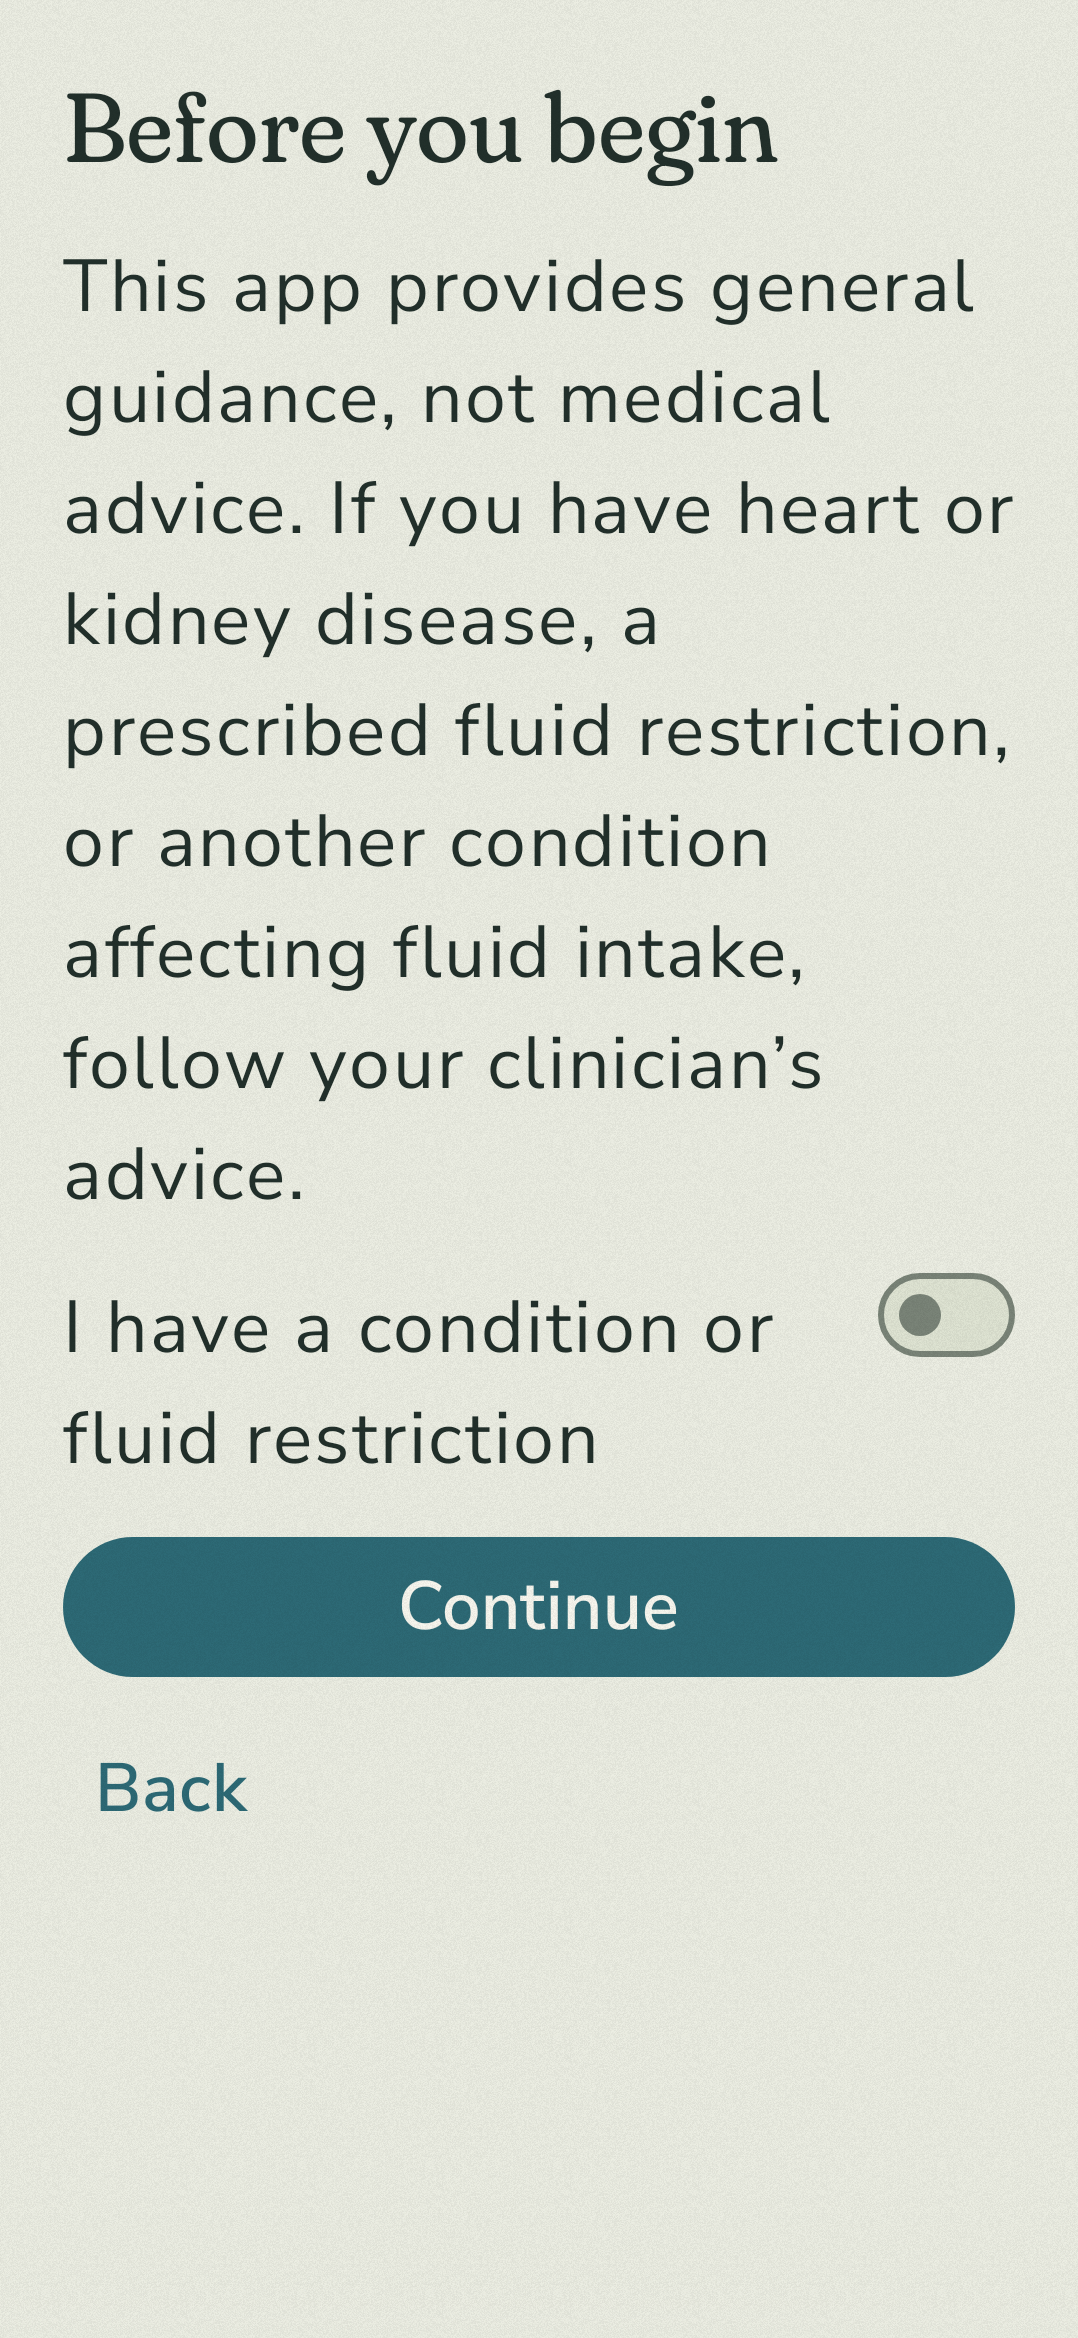 Before you begin
This app provides general
guidance, not medical
advice. If you have heart or
kidney disease, a
prescribed fluid restriction,
or another condition
affecting fluid intake,
follow your clinician’s
advice.
I have a condition or
fluid restriction
Continue
Back